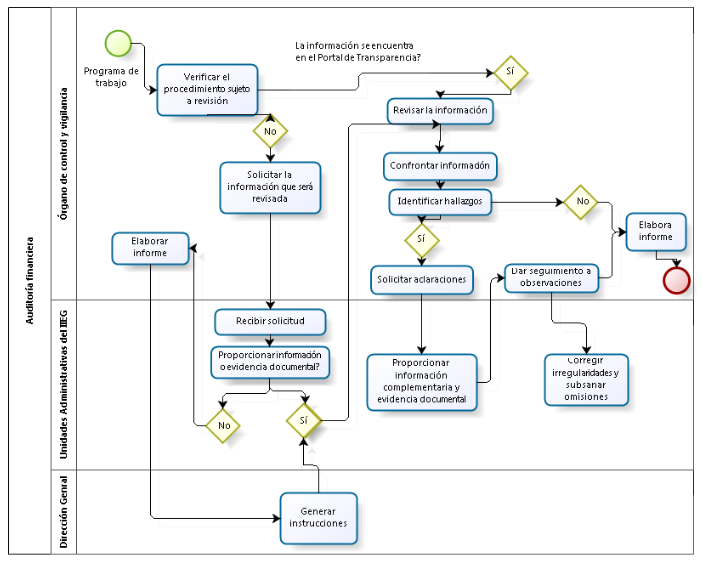 Auditoría financiera
Órgano de control y vigilancia
Programa de
trabajo
Verificar el
procedimiento sujeto
a revisión
La información se encuentra
en el Portal de Transparencia?
Sí
Revisar la información
No
Solicitar la
información que será
revisada
Confrontar información
Identificar hallazgos
No
Elabora
informe
Elaborar
informe
Sí
Solicitar aclaraciones
Dar seguimiento a
observaciones
Unidades Administrativas del IIEG
Recibir solicitud
Proporcionar información
o evidencia documental?
No
Sí
Proporcionar
información
complementaria y
evidencia documental
Corregir
irregularidades y
subsanar
omisiones
Dirección Genral
Generar
instrucciones